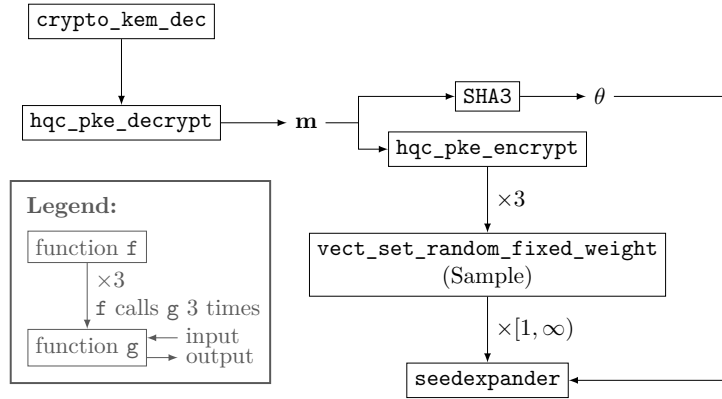 crypto_kem_dec
hqc_pke_decrypt
m
SHA3
θ
hqc_pke_encrypt
×3
vect_set_random_fixed_weight
(Sample)
×[1, ∞)
seedexpander
Legend:
function f
×3
f calls g 3 times
function g
input
output